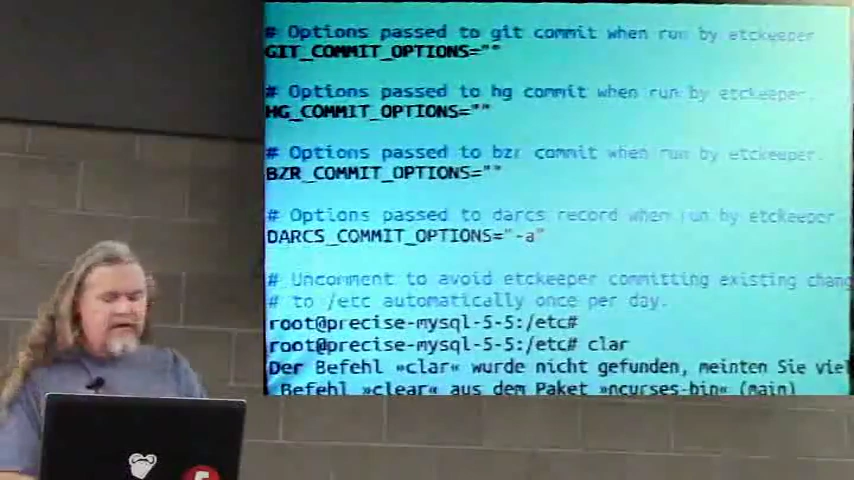 # Options passed to git commit when run by etckeeper
GIT_COMMIT_OPTIONS=""
# Options passed to hg commit when run by etckeeper.
HG_COMMIT_OPTIONS=""
# Options passed to bzr commit when run by etckeeper.
BZR_COMMIT_OPTIONS=""
# Options passed to darcs record when run by etckeeper
DARCS_COMMIT_OPTIONS="-a"
# Uncomment to avoid etckeeper committing existing chang
# to /etc automatically once per day.
root@precise-mysql-5-5:/etc#
root@precise-mysql-5-5:/etc# clar
Der Befehl »clar« wurde nicht gefunden, meinten Sie viel
Befehl »clear« aus dem Paket »ncurses-bin« (main)